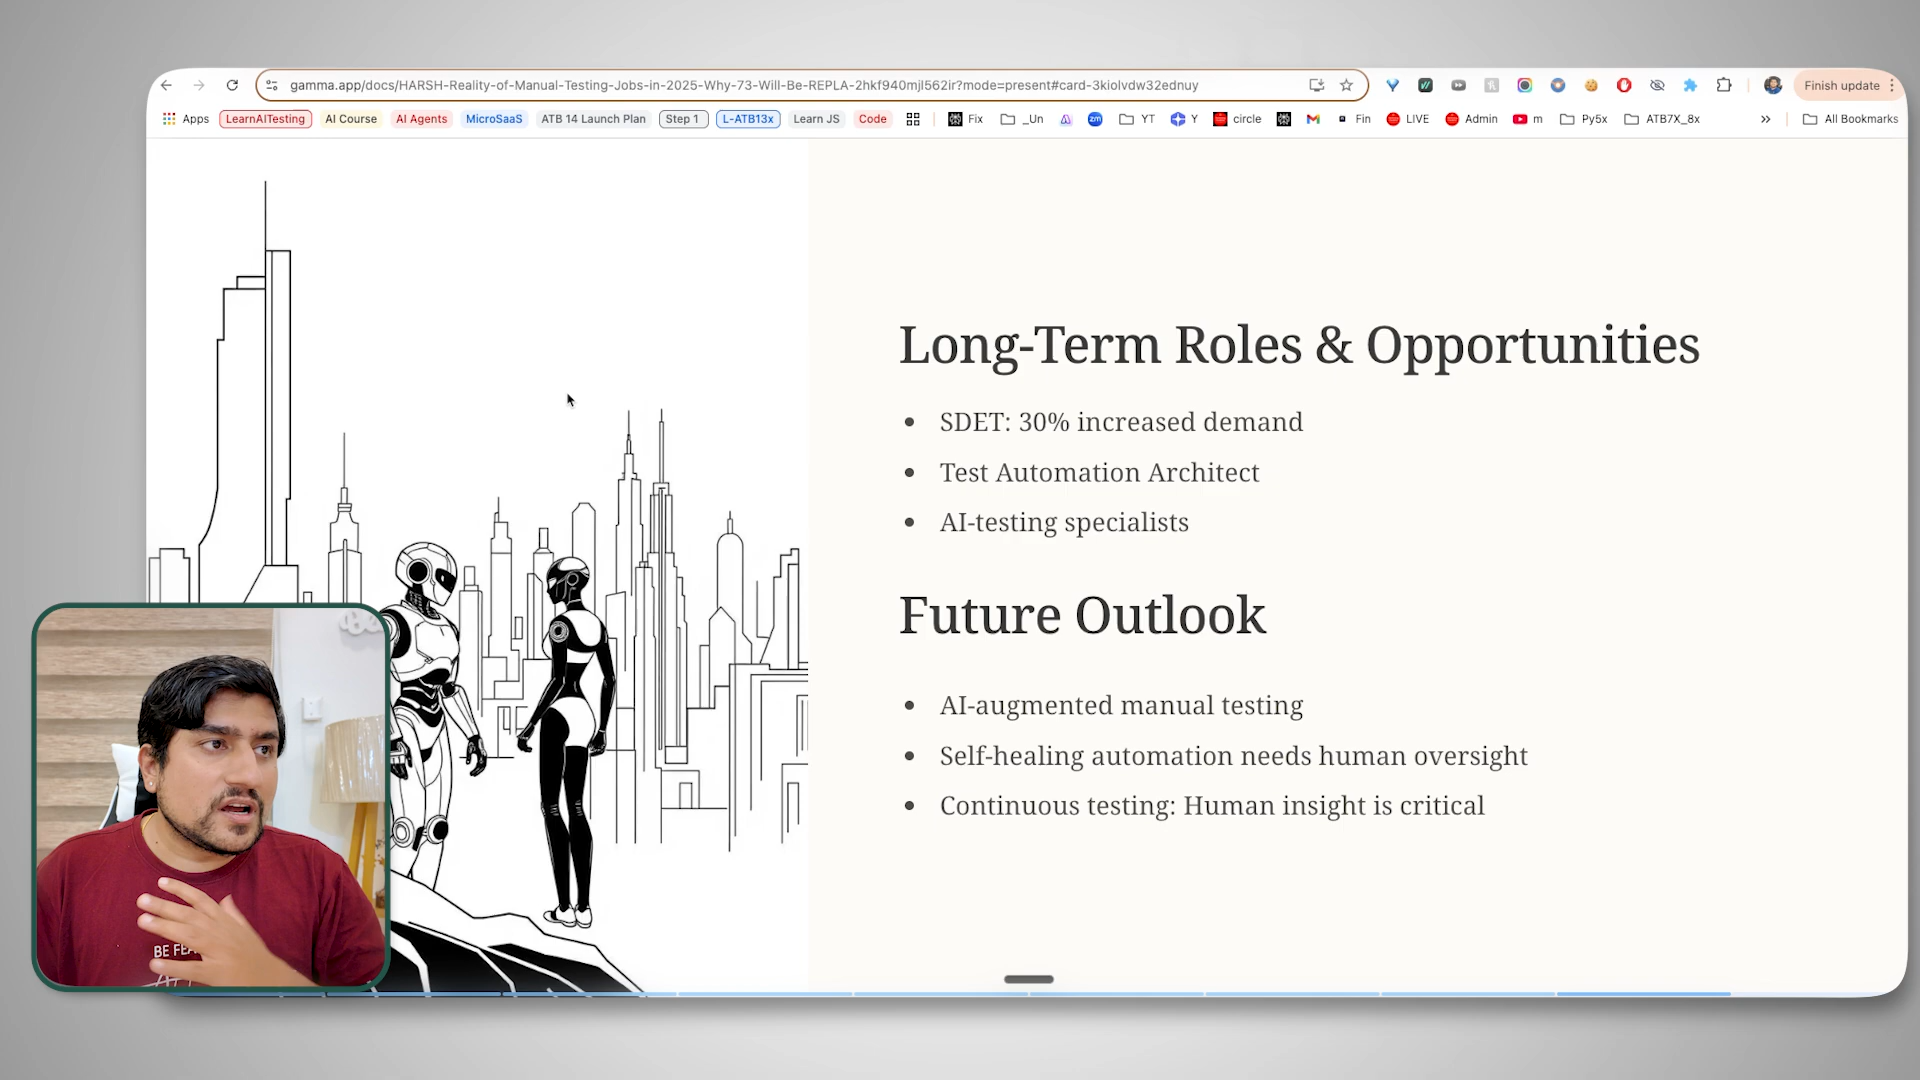 gamma.app/docs/HARSH-Reality-of-Manual-Testing-Jobs-in-2025-Why-73-Will-Be-REPLA-2hkf940mjl562ir?mode=present#card-3kiolvdw32ednuy
Finish update
Apps LearnAITesting AI Course AI Agents MicroSaaS ATB 14 Launch Plan Step 1 L-ATB13x Learn JS Code Fix _Un zm YT Y circle Fin LIVE Admin m Py5x ATB7X_8x » All Bookmarks
Long-Term Roles & Opportunities
• SDET: 30% increased demand
• Test Automation Architect
• AI-testing specialists
Future Outlook
• AI-augmented manual testing
• Self-healing automation needs human oversight
• Continuous testing: Human insight is critical
BE